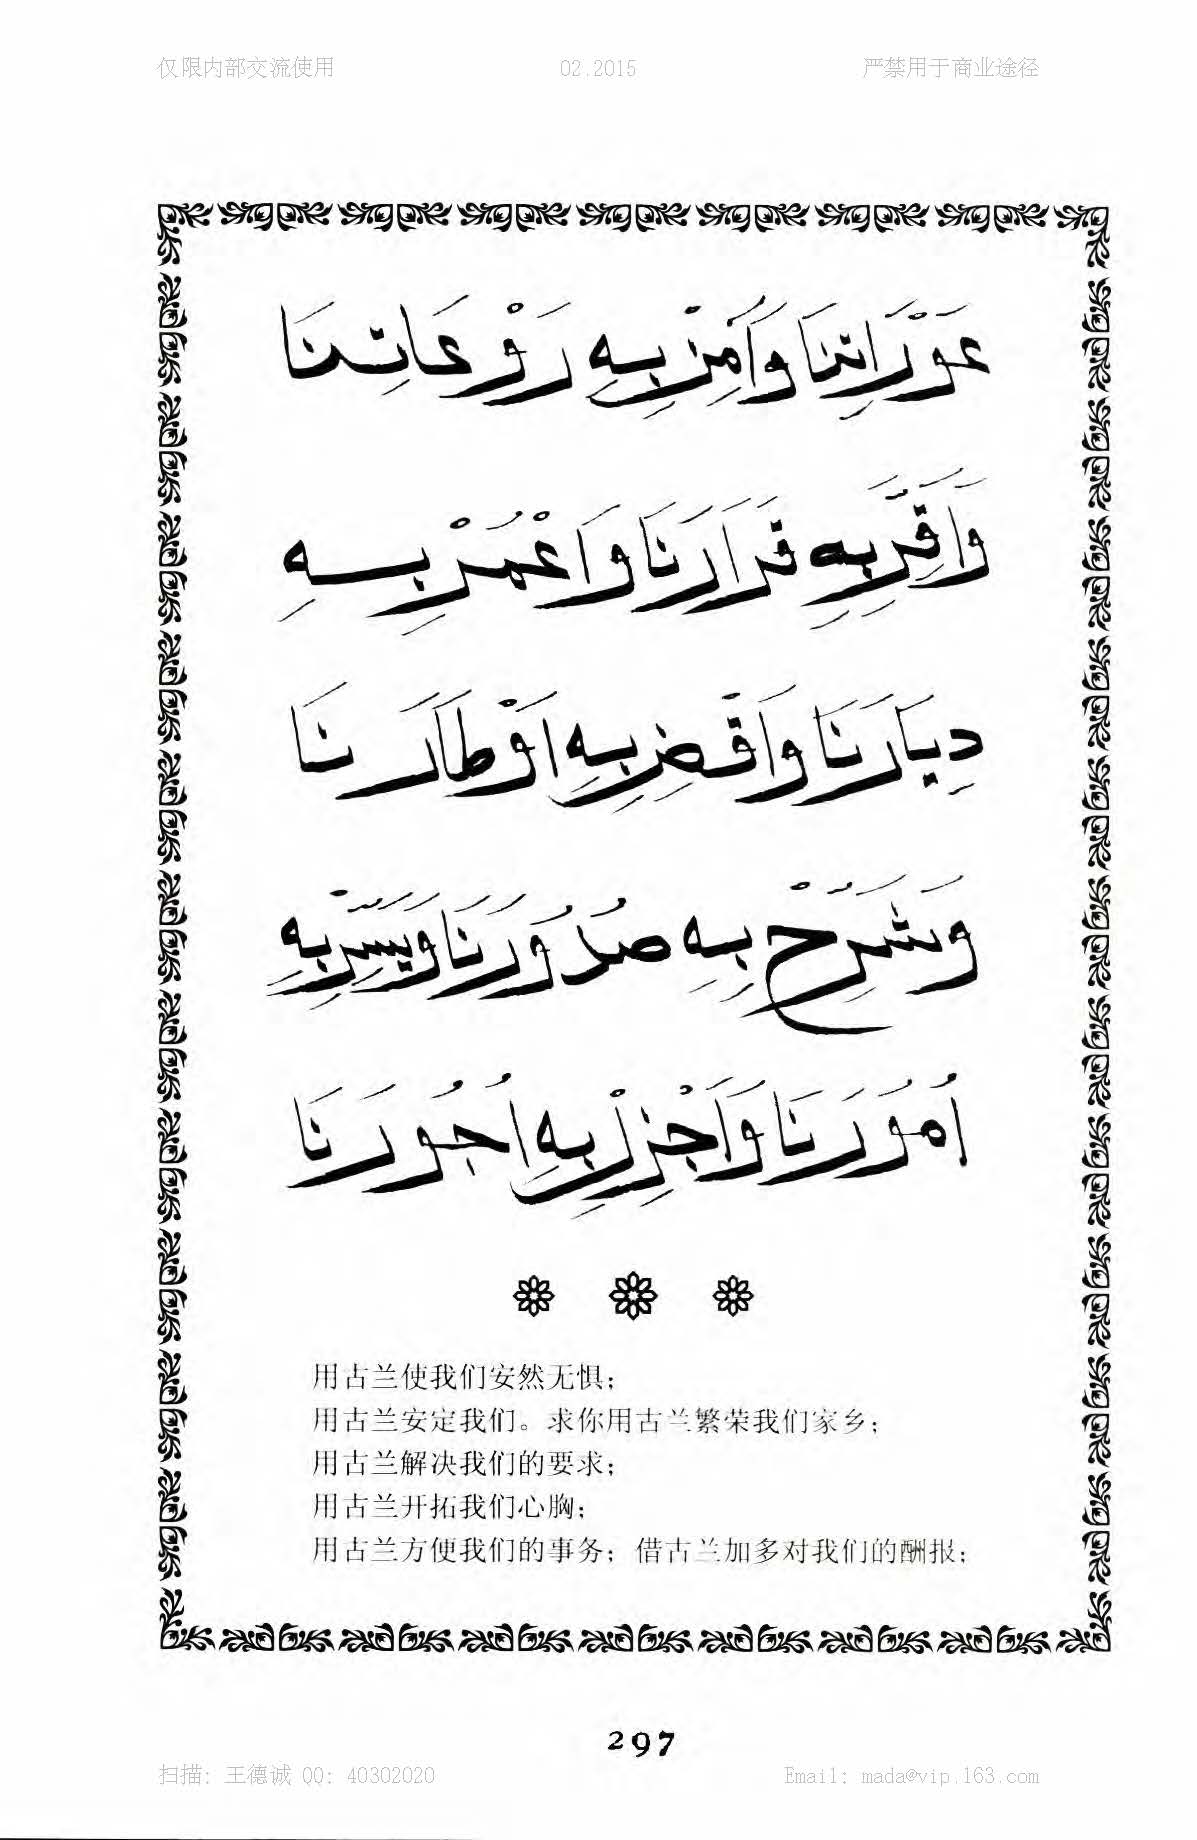 仅限内部交流使用 02.2015 严禁用于商业途径
عَوْرَاتِنَا وَاَمِنْ بِهِ رَوْعَاتِنَا
وَاَقِرَّ بِهِ قَرَارَنَا وَاعْمُرْ بِهِ
دِيَارَنَا وَاقْضِ بِهِ اَوْطَارَنَا
وَشَرِّحْ بِهِ صُدُورَنَا وَيَسِّرْ بِهِ
اُمُورَنَا وَاَجْزِلْ بِهِ اُجُورَنَا
用古兰使我们安然无惧；
用古兰安定我们。求你用古兰繁荣我们家乡；
用古兰解决我们的要求；
用古兰开拓我们心胸；
用古兰方便我们的事务；借古兰加多对我们的酬报；
297
扫描: 王德诚 QQ: 40302020 Email: mada@vip.163.com